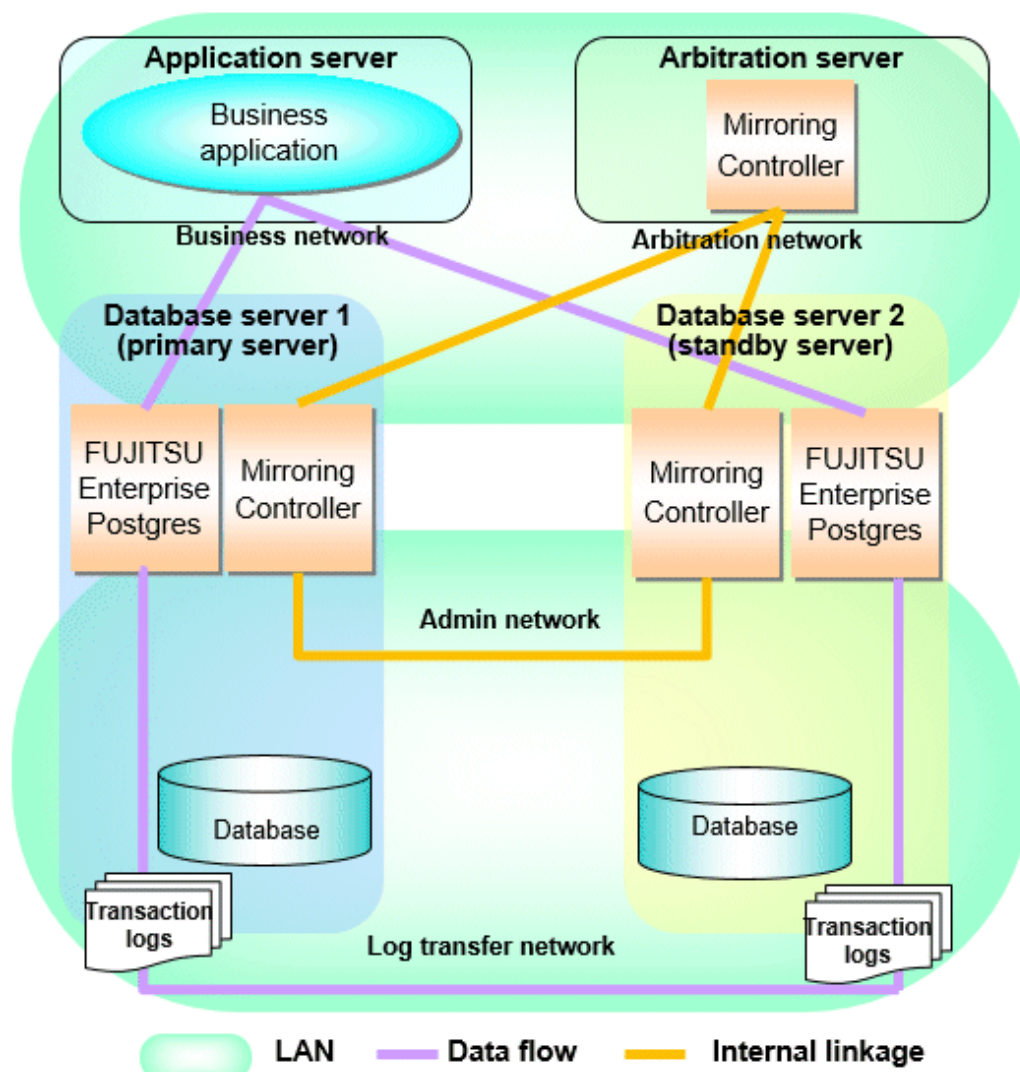 Application server
Business
application
Arbitration server
Mirroring
Controller
Business network
Arbitration network
Database server 1
(primary server)
Database server 2
(standby server)
FUJITSU
Enterprise
Postgres
Mirroring
Controller
Mirroring
Controller
FUJITSU
Enterprise
Postgres
Admin network
Database
Database
Transaction
logs
Log transfer network
Transaction
logs
LAN
Data flow
Internal linkage